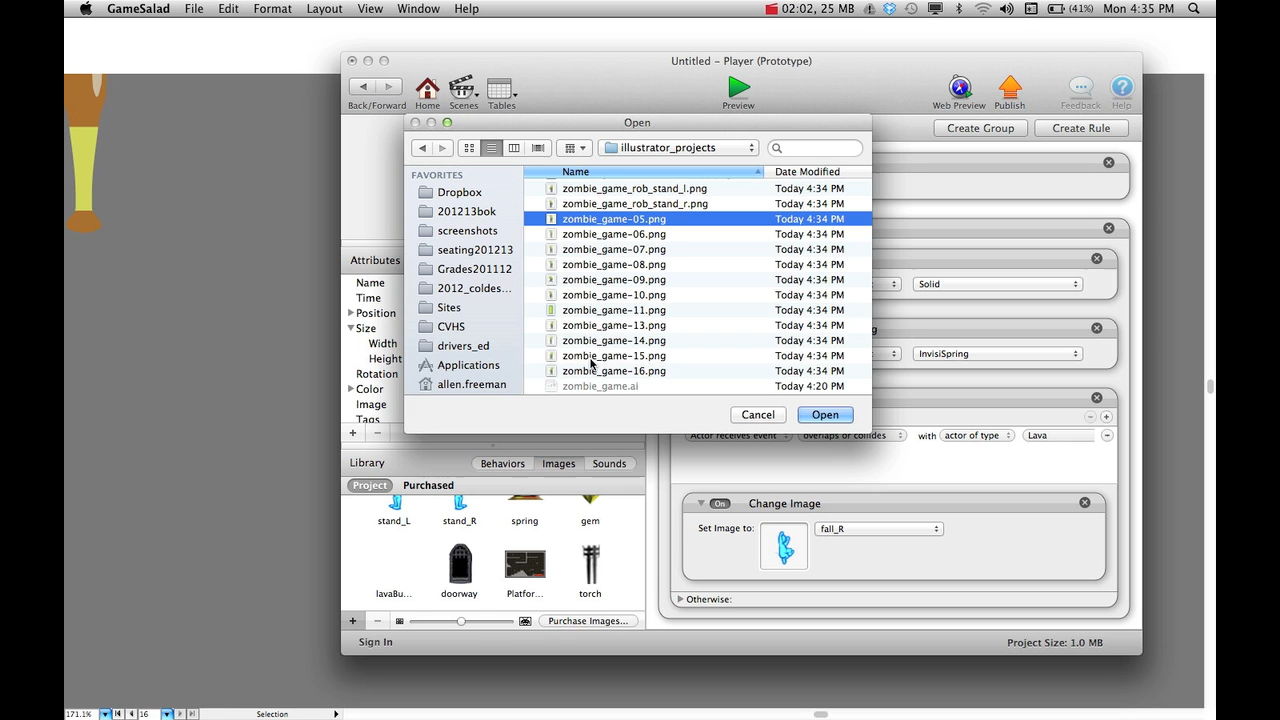 GameSalad File Edit Format Layout View Window Help 02:02, 25 MB (41%) Mon 4:35 PM
Untitled – Player (Prototype)
Back/Forward Home Scenes Tables Preview Web Preview Publish Feedback Help
Create Group Create Rule
Open
illustrator_projects
FAVORITES
Dropbox
201213bok
screenshots
seating201213
Grades201112
2012_coldes...
Sites
CVHS
drivers_ed
Applications
allen.freeman
Name Date Modified
zombie_game_rob_stand_l.png Today 4:34 PM
zombie_game_rob_stand_r.png Today 4:34 PM
zombie_game-05.png Today 4:34 PM
zombie_game-06.png Today 4:34 PM
zombie_game-07.png Today 4:34 PM
zombie_game-08.png Today 4:34 PM
zombie_game-09.png Today 4:34 PM
zombie_game-10.png Today 4:34 PM
zombie_game-11.png Today 4:34 PM
zombie_game-13.png Today 4:34 PM
zombie_game-14.png Today 4:34 PM
zombie_game-15.png Today 4:34 PM
zombie_game-16.png Today 4:34 PM
zombie_game.ai Today 4:20 PM
Cancel Open
Attributes
Name
Time
Position
Size
Width
Height
Rotation
Color
Image
Tags
Solid
InvisiSpring
Actor receives event overlaps or collides with actor of type Lava
On Change Image
Set Image to: fall_R
Otherwise:
Library Behaviors Images Sounds
Project Purchased
stand_L stand_R spring gem
lavaBu... doorway Platfor... torch
Purchase Images...
Sign In Project Size: 1.0 MB
171.1% 16 Selection